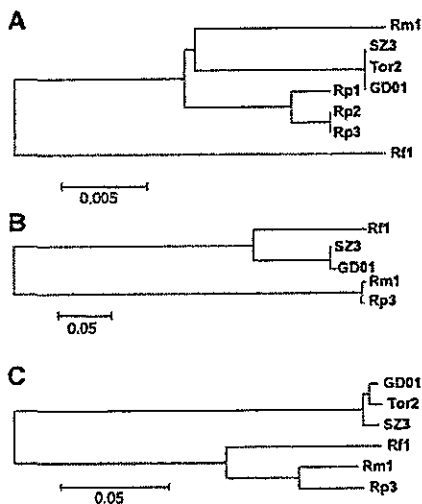 A
Rm1
SZ3
Tor2
GD01
Rp1
Rp2
Rp3
Rf1
0.005
B
Rf1
SZ3
GD01
Rm1
Rp3
0.05
C
GD01
Tor2
SZ3
Rf1
Rm1
Rp3
0.05